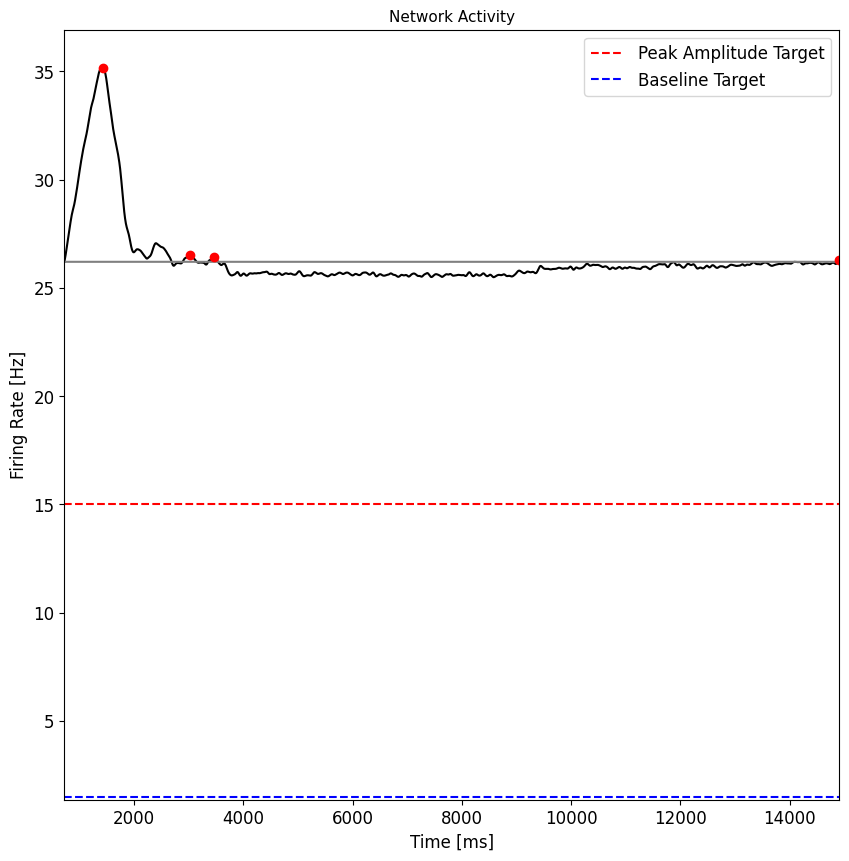 Network Activity
Peak Amplitude Target
Baseline Target
35
30
25
20
15
10
5
Firing Rate [Hz]
2000 4000 6000 8000 10000 12000 14000
Time [ms]